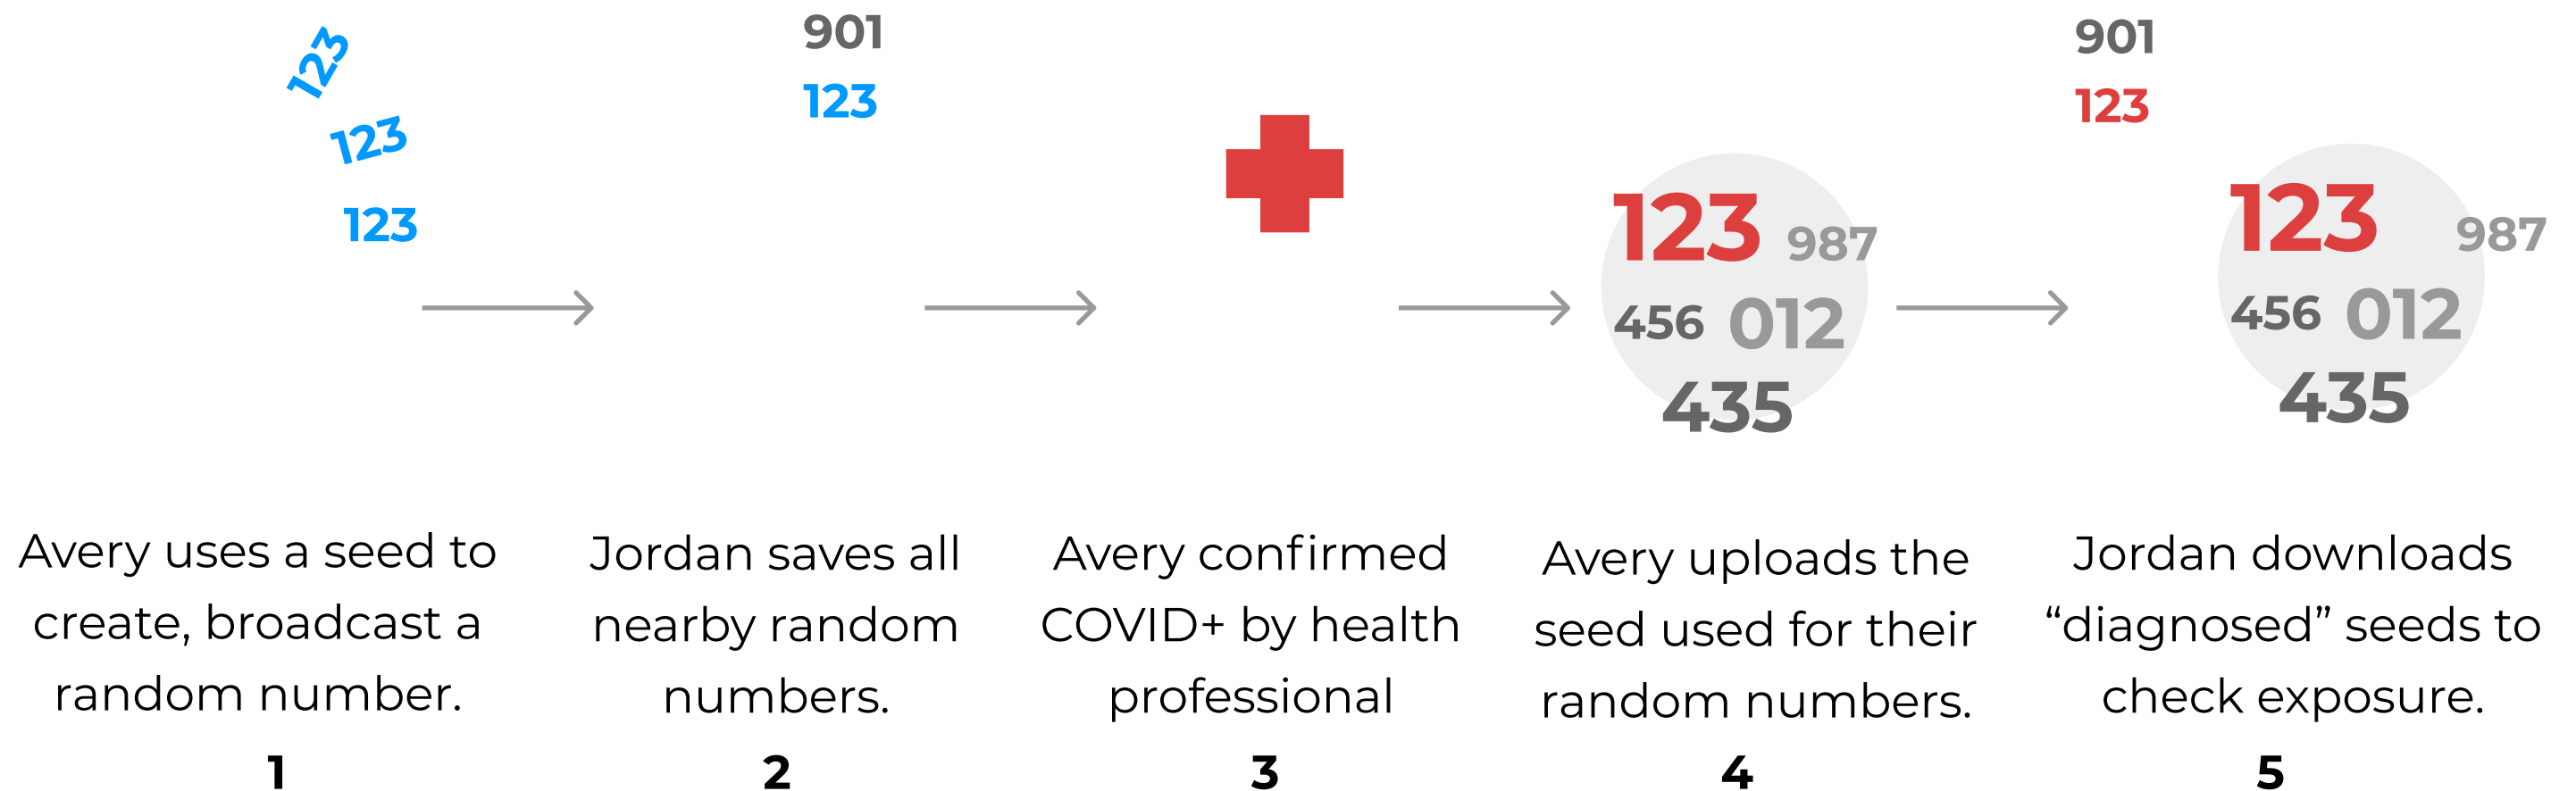 123
123
123
901
123
123
987
456
012
435
901
123
123
987
456
012
435
Avery uses a seed to
create, broadcast a
random number.
1
Jordan saves all
nearby random
numbers.
2
Avery confirmed
COVID+ by health
professional
3
Avery uploads the
seed used for their
random numbers.
4
Jordan downloads
“diagnosed” seeds to
check exposure.
5